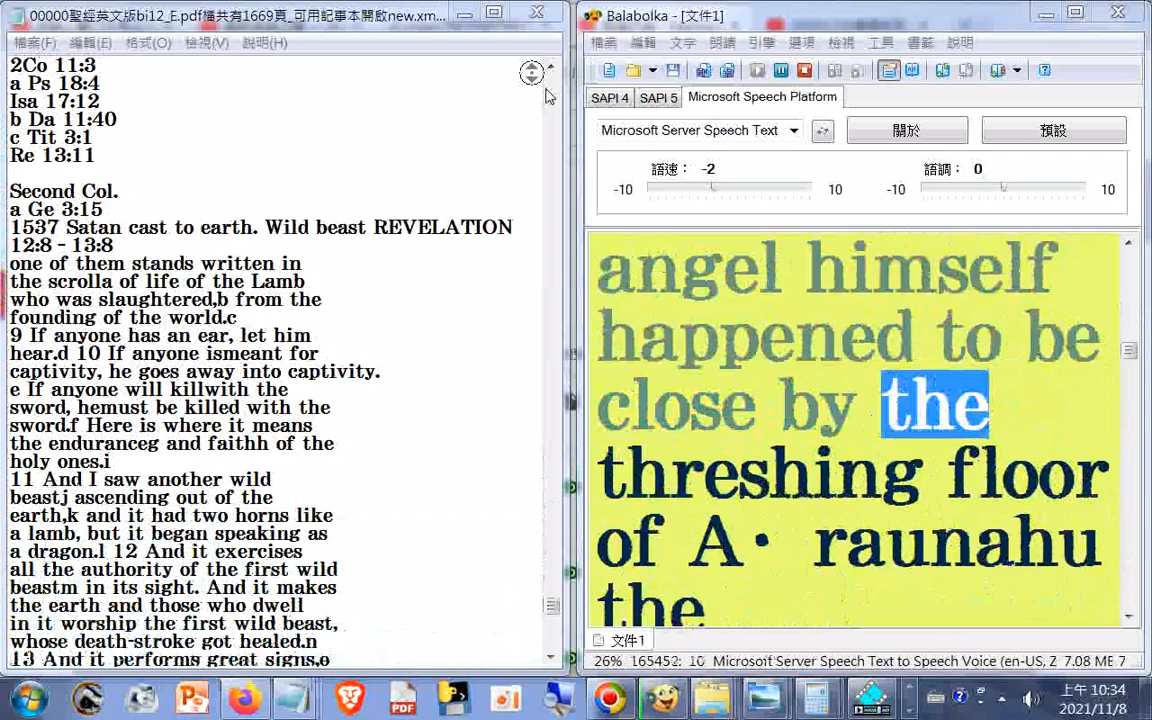 00000聖經英文版bi12_E.pdf檔共有1669頁_可用記事本開啟new.xm...
檔案(F) 編輯(E) 格式(O) 檢視(V) 說明(H)
2Co 11:3
a Ps 18:4
Isa 17:12
b Da 11:40
c Tit 3:1
Re 13:11
Second Col.
a Ge 3:15
1537 Satan cast to earth. Wild beast REVELATION
12:8 - 13:8
one of them stands written in
the scrolla of life of the Lamb
who was slaughtered,b from the
founding of the world.c
9 If anyone has an ear, let him
hear.d 10 If anyone ismeant for
captivity, he goes away into captivity.
e If anyone will killwith the
sword, hemust be killed with the
sword.f Here is where it means
the enduranceg and faithh of the
holy ones.i
11 And I saw another wild
beastj ascending out of the
earth,k and it had two horns like
a lamb, but it began speaking as
a dragon.l 12 And it exercises
all the authority of the first wild
beastm in its sight. And it makes
the earth and those who dwell
in it worship the first wild beast,
whose death-stroke got healed.n
13 And it performs great signs,o
Balabolka - [文件1]
檔案 編輯 文字 朗讀 引擎 選項 檢視 工具 書籤 說明
SAPI 4 SAPI 5 Microsoft Speech Platform
Microsoft Server Speech Text 關於 預設
語速： -2 語調： 0
-10 10 -10 10
angel himself
happened to be
close by the
threshing floor
of A· raunahu
the
文件1
26% 165452: 10 Microsoft Server Speech Text to Speech Voice (en-US, Z 7.08 ME 7
PDF
上午 10:34
2021/11/8